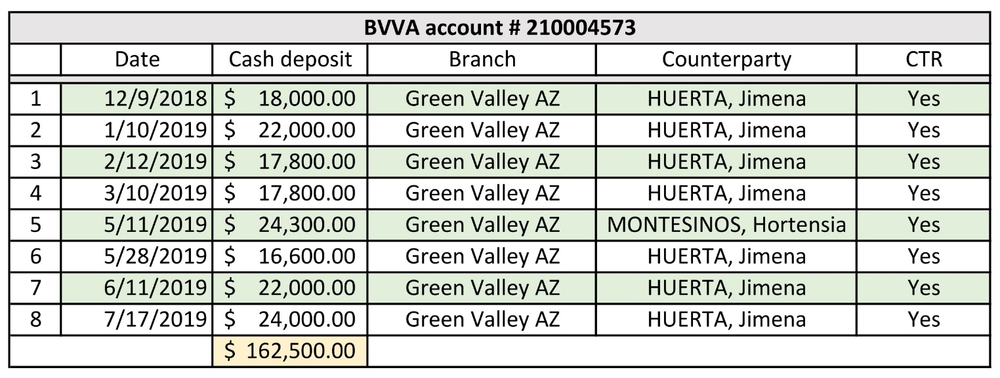 BVVA account # 210004573
Date Cash deposit Branch Counterparty CTR
1 12/9/2018 $ 18,000.00 Green Valley AZ HUERTA, Jimena Yes
2 1/10/2019 $ 22,000.00 Green Valley AZ HUERTA, Jimena Yes
3 2/12/2019 $ 17,800.00 Green Valley AZ HUERTA, Jimena Yes
4 3/10/2019 $ 17,800.00 Green Valley AZ HUERTA, Jimena Yes
5 5/11/2019 $ 24,300.00 Green Valley AZ MONTESINOS, Hortensia Yes
6 5/28/2019 $ 16,600.00 Green Valley AZ HUERTA, Jimena Yes
7 6/11/2019 $ 22,000.00 Green Valley AZ HUERTA, Jimena Yes
8 7/17/2019 $ 24,000.00 Green Valley AZ HUERTA, Jimena Yes
$ 162,500.00